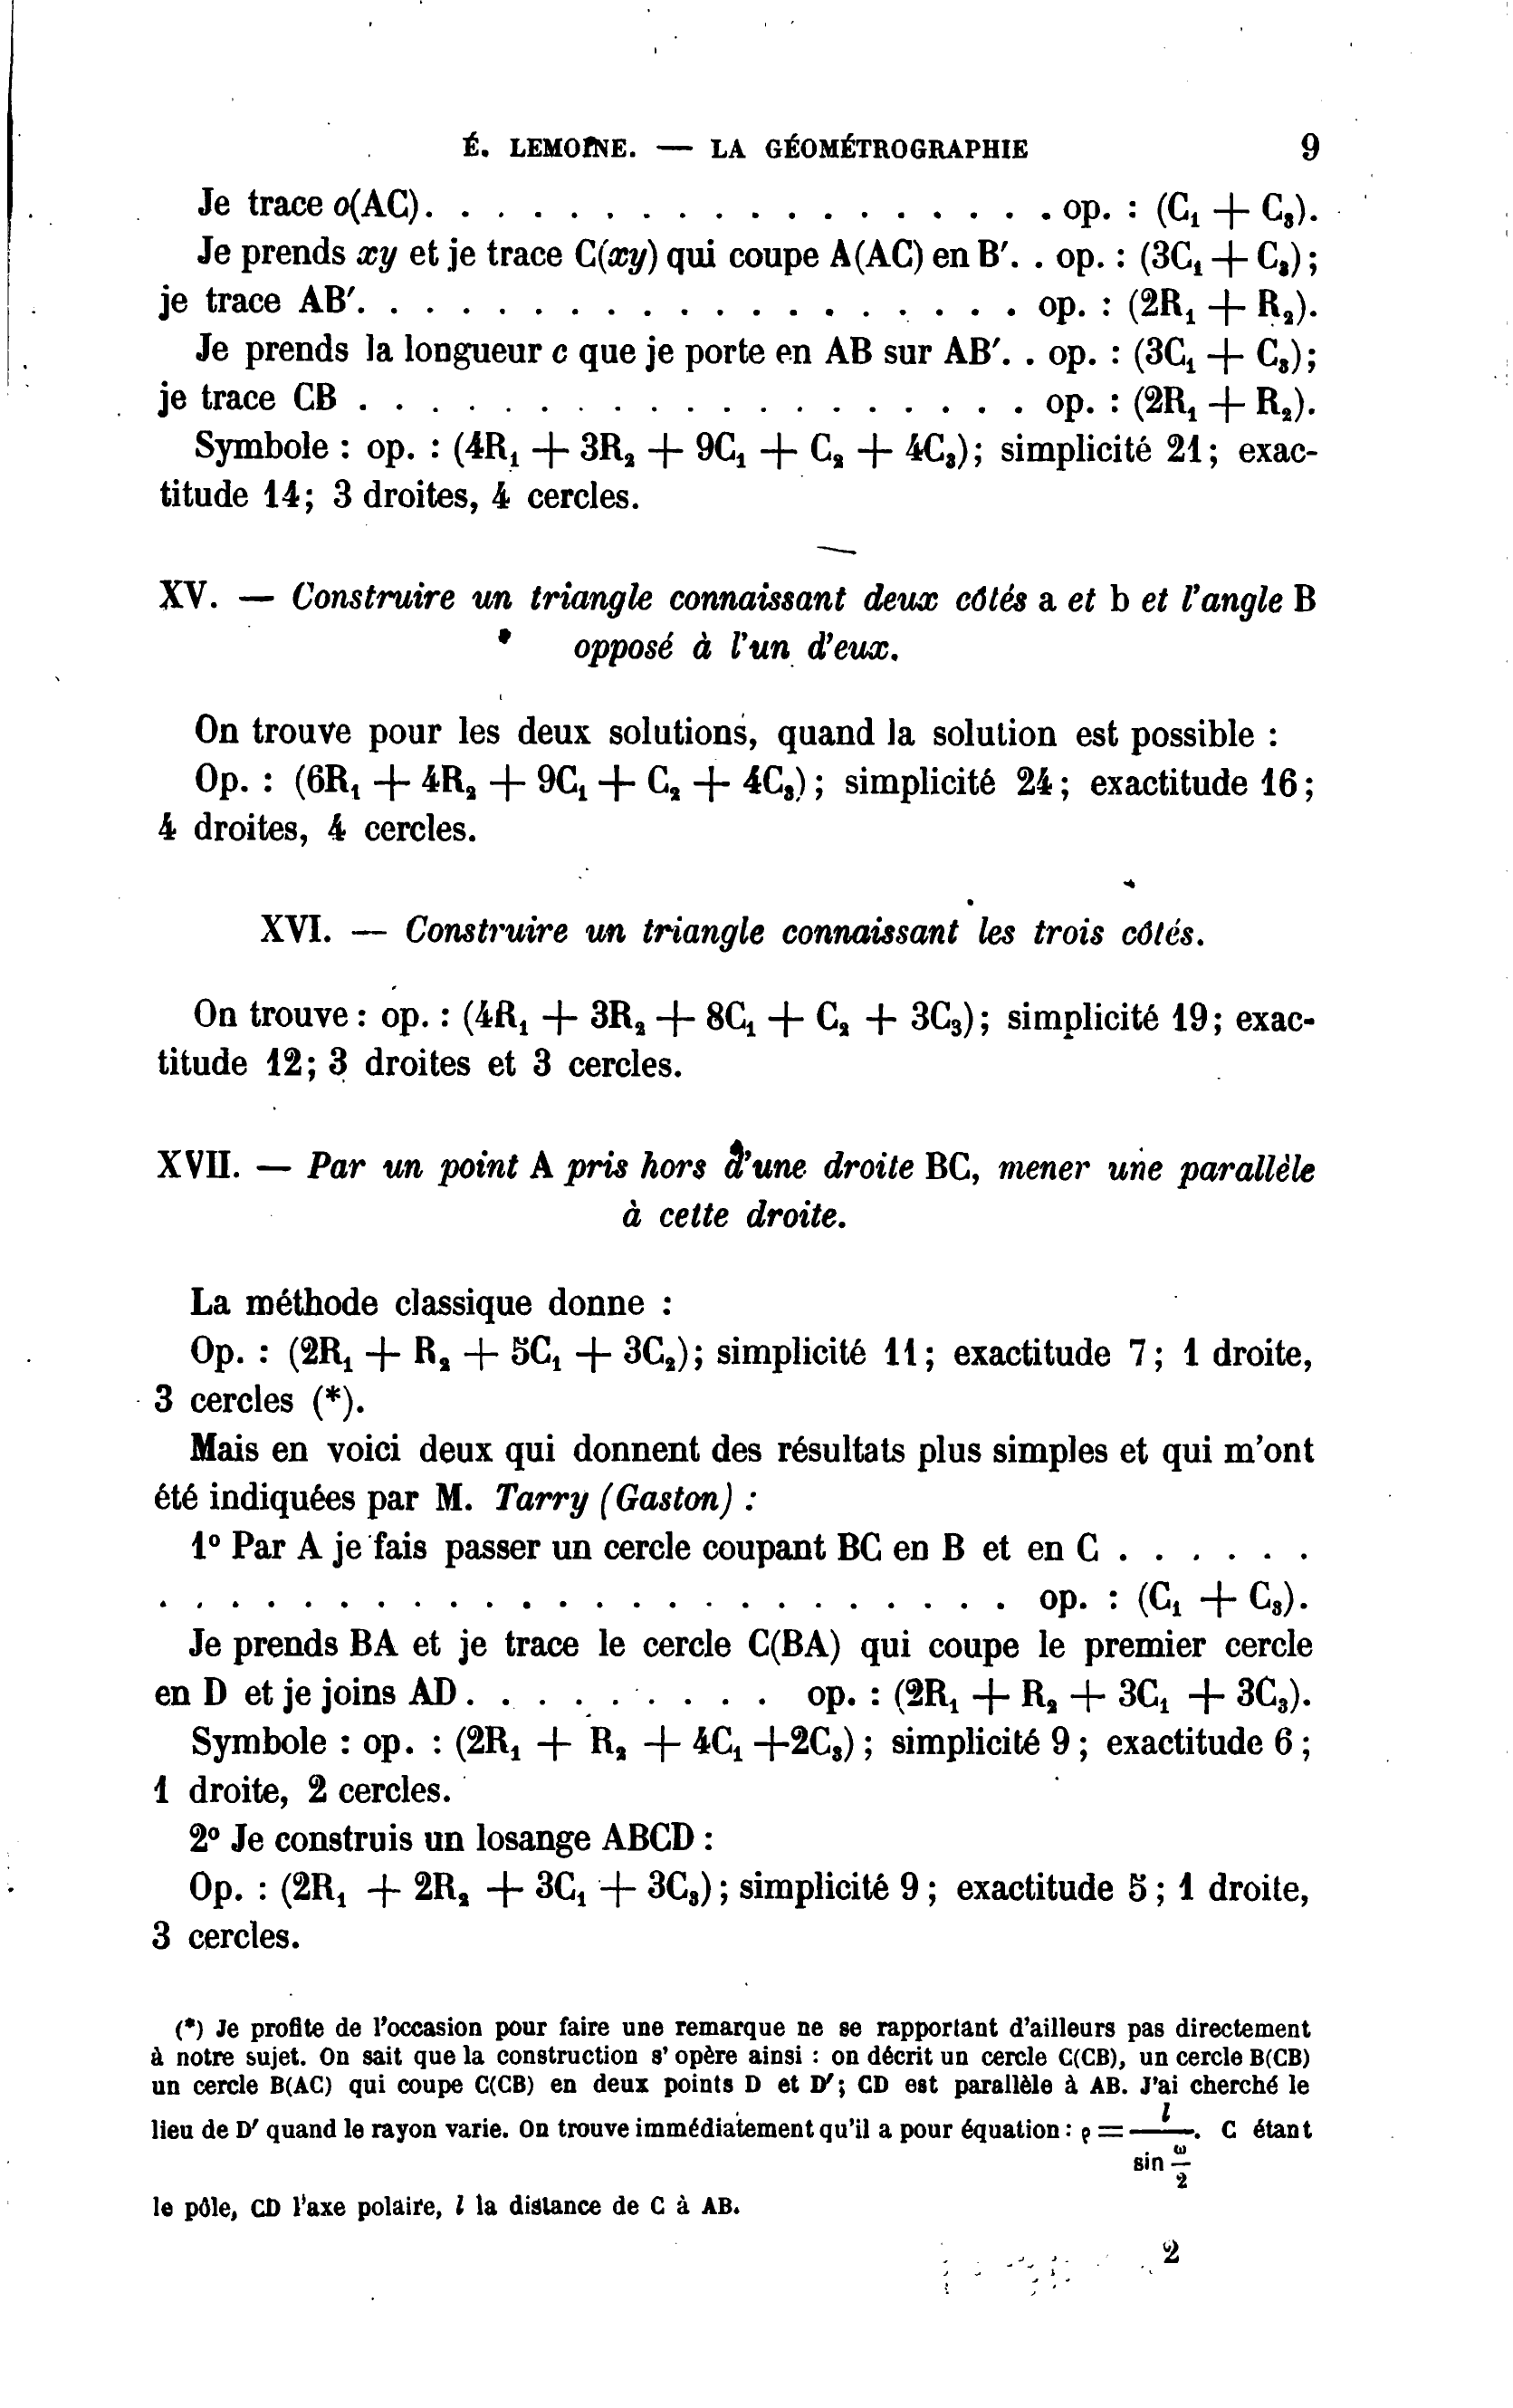 É. LEMOINE. — LA GÉOMÉTROGRAPHIE 9
Je trace o(AC). . . . . . . . . . . . . . . . . . op. : (C₁ + C₃).
Je prends xy et je trace C(xy) qui coupe A(AC) en B′. . op. : (3C₁ + C₃);
je trace AB′. . . . . . . . . . . . . . . . . . . op. : (2R₁ + R₂).
Je prends la longueur c que je porte en AB sur AB′. . op. : (3C₁ + C₃);
je trace CB . . . . . . . . . . . . . . . . . . . op. : (2R₁ + R₂).
Symbole : op. : (4R₁ + 3R₂ + 9C₁ + C₂ + 4C₃); simplicité 21; exac-
titude 14; 3 droites, 4 cercles.
XV. — Construire un triangle connaissant deux côtés a et b et l'angle B
opposé à l'un d'eux.
On trouve pour les deux solutions, quand la solution est possible :
Op. : (6R₁ + 4R₂ + 9C₁ + C₂ + 4C₃); simplicité 24; exactitude 16;
4 droites, 4 cercles.
XVI. — Construire un triangle connaissant les trois côtés.
On trouve : op. : (4R₁ + 3R₂ + 8C₁ + C₂ + 3C₃); simplicité 19; exac-
titude 12; 3 droites et 3 cercles.
XVII. — Par un point A pris hors d'une droite BC, mener une parallèle
à cette droite.
La méthode classique donne :
Op. : (2R₁ + R₂ + 5C₁ + 3C₂); simplicité 11; exactitude 7; 1 droite,
3 cercles (*).
Mais en voici deux qui donnent des résultats plus simples et qui m'ont
été indiquées par M. Tarry (Gaston) :
1º Par A je fais passer un cercle coupant BC en B et en C . . . . . .
. . . . . . . . . . . . . . . . . . . . . . . . op. : (C₁ + C₃).
Je prends BA et je trace le cercle C(BA) qui coupe le premier cercle
en D et je joins AD. . . . . . . . . op. : (2R₁ + R₂ + 3C₁ + 3C₃).
Symbole : op. : (2R₁ + R₂ + 4C₁ +2C₃); simplicité 9; exactitude 6;
1 droite, 2 cercles.
2º Je construis un losange ABCD :
Op. : (2R₁ + 2R₂ + 3C₁ + 3C₃); simplicité 9; exactitude 5; 1 droite,
3 cercles.
(*) Je profite de l'occasion pour faire une remarque ne se rapportant d'ailleurs pas directement
à notre sujet. On sait que la construction s'opère ainsi : on décrit un cercle C(CB), un cercle B(CB)
un cercle B(AC) qui coupe C(CB) en deux points D et D′; CD est parallèle à AB. J'ai cherché le
lieu de D′ quand le rayon varie. On trouve immédiatement qu'il a pour équation : ρ = l / sin ω/2. C étant
le pôle, CD l'axe polaire, l la distance de C à AB.
2